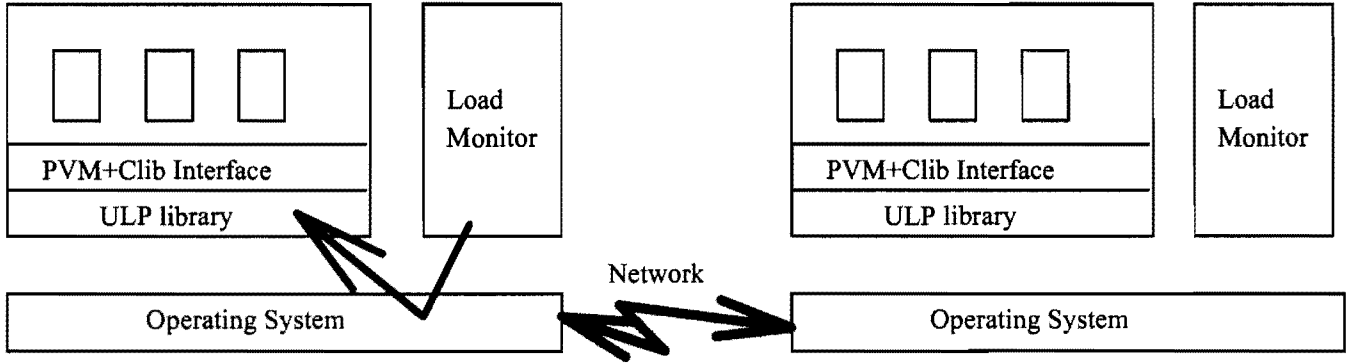 Load
Monitor
PVM+Clib Interface
ULP library
Operating System
Network
Load
Monitor
PVM+Clib Interface
ULP library
Operating System